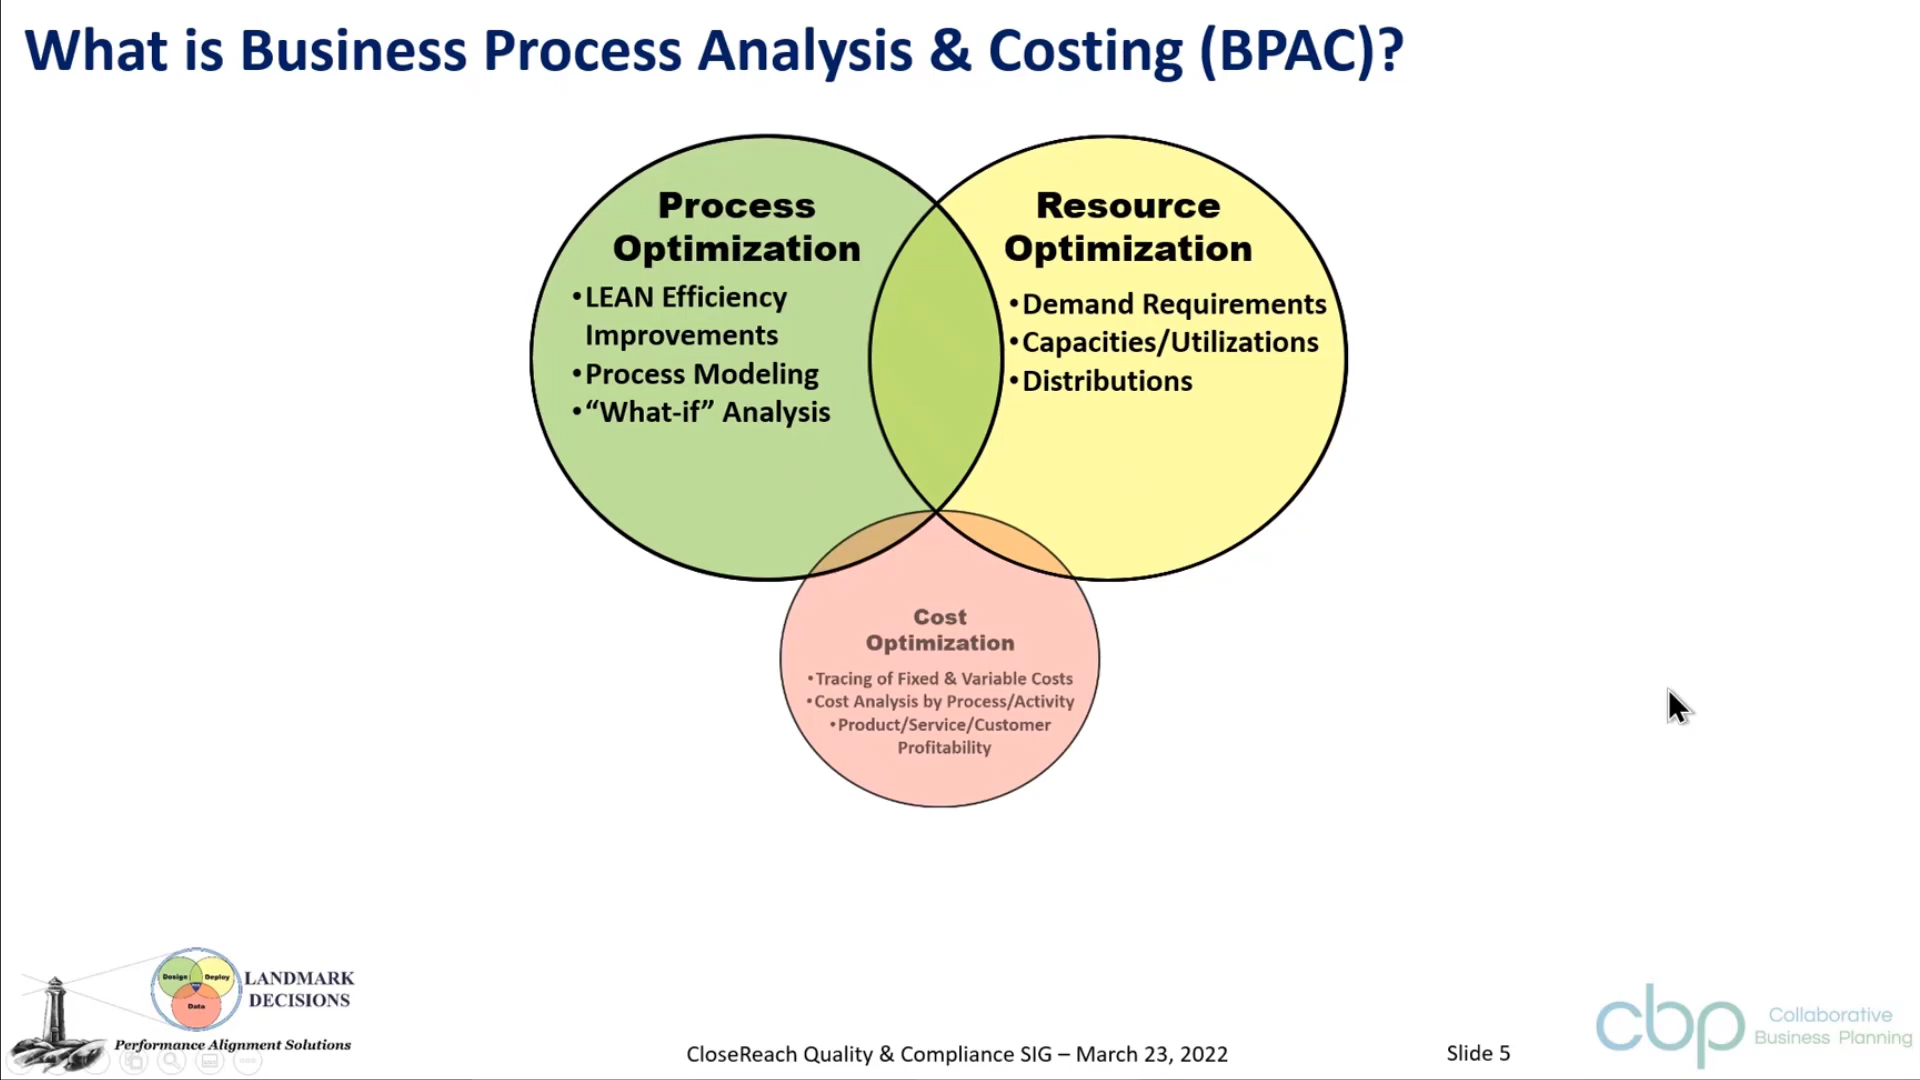 What is Business Process Analysis & Costing (BPAC)?
Process
Optimization
•LEAN Efficiency
Improvements
•Process Modeling
•“What-if” Analysis
Resource
Optimization
•Demand Requirements
•Capacities/Utilizations
•Distributions
Cost
Optimization
•Tracing of Fixed & Variable Costs
•Cost Analysis by Process/Activity
•Product/Service/Customer
Profitability
Design
Deploy
Data
LANDMARK
DECISIONS
Performance Alignment Solutions
CloseReach Quality & Compliance SIG – March 23, 2022
Slide 5
cbp
Collaborative
Business Planning